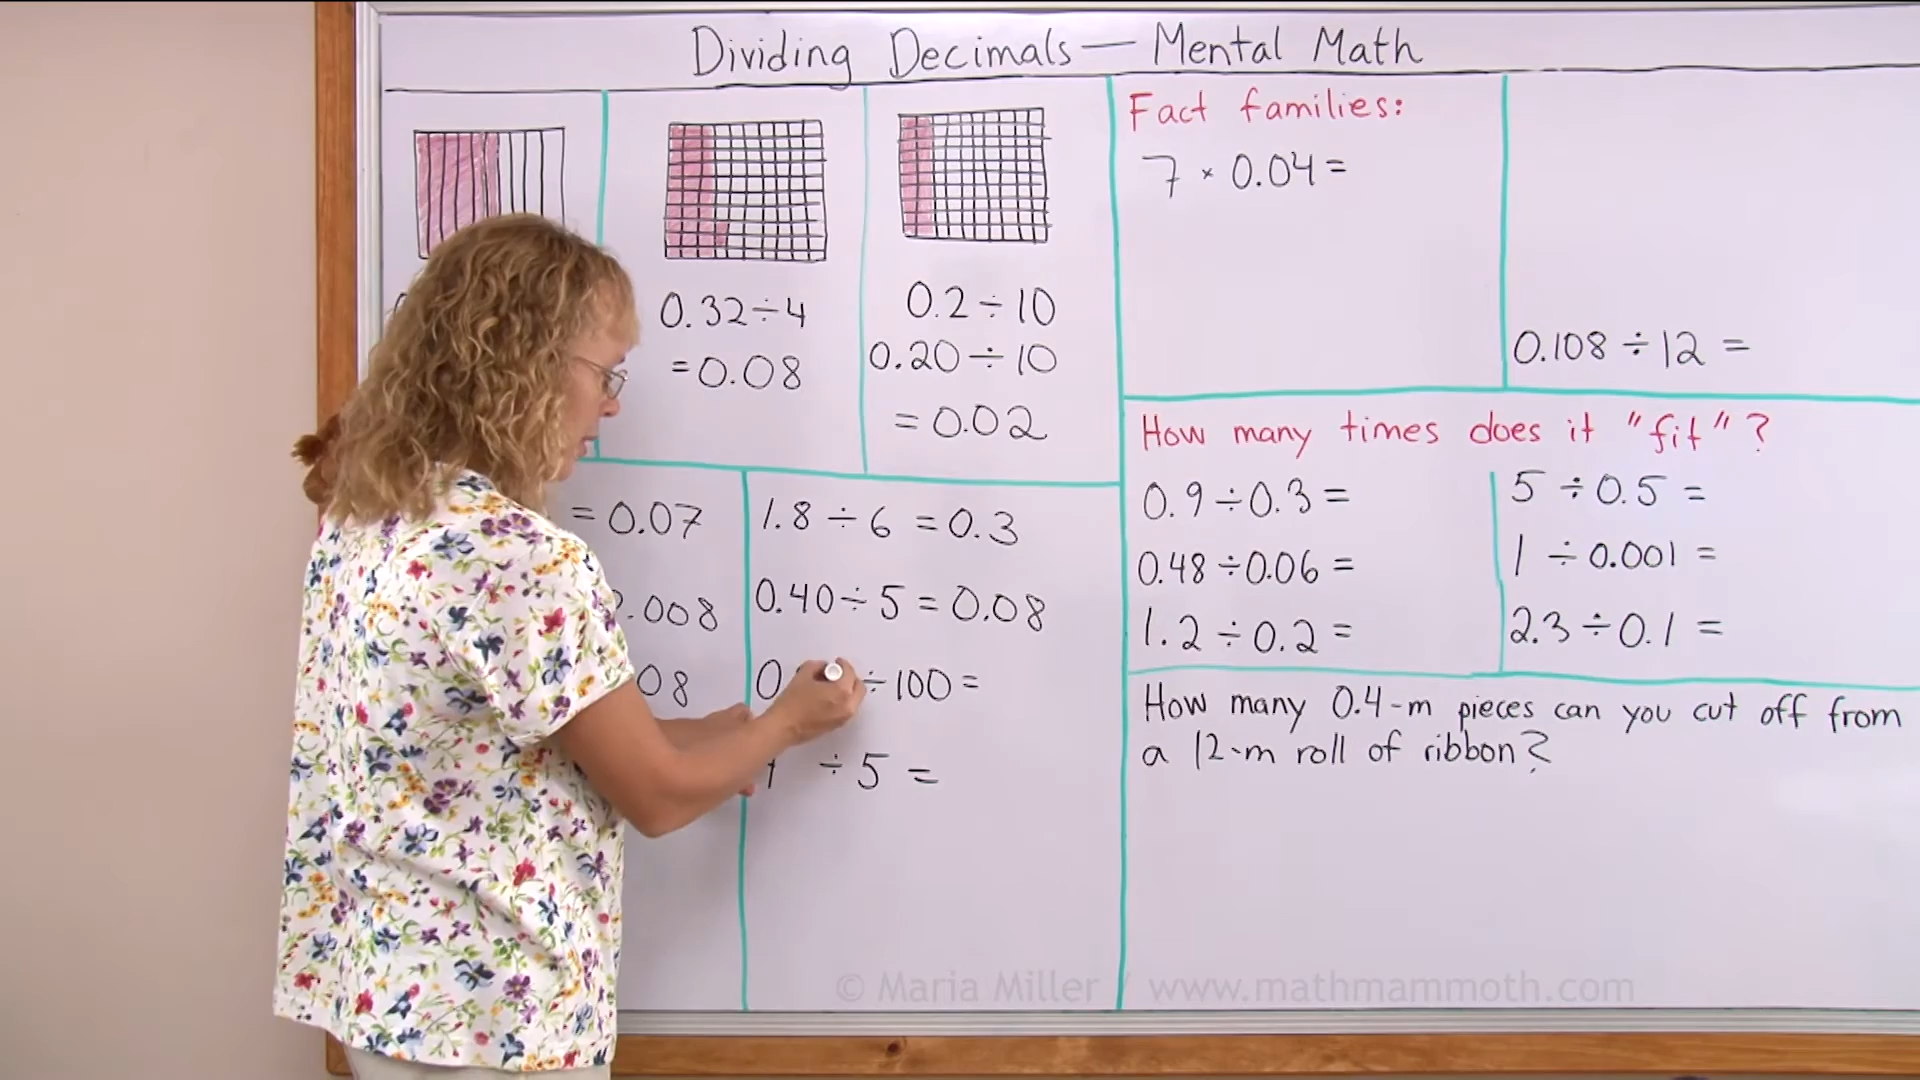 Dividing Decimals — Mental Math
0.32 ÷ 4
= 0.08
0.2 ÷ 10
0.20 ÷ 10
= 0.02
= 0.07
.008
08
1.8 ÷ 6 = 0.3
0.40 ÷ 5 = 0.08
÷ 100 =
÷ 5 =
Fact families:
7 × 0.04 =
0.108 ÷ 12 =
How many times does it "fit"?
0.9 ÷ 0.3 =
0.48 ÷ 0.06 =
1.2 ÷ 0.2 =
5 ÷ 0.5 =
1 ÷ 0.001 =
2.3 ÷ 0.1 =
How many 0.4-m pieces can you cut off from
a 12-m roll of ribbon?
© Maria Miller / www.mathmammoth.com